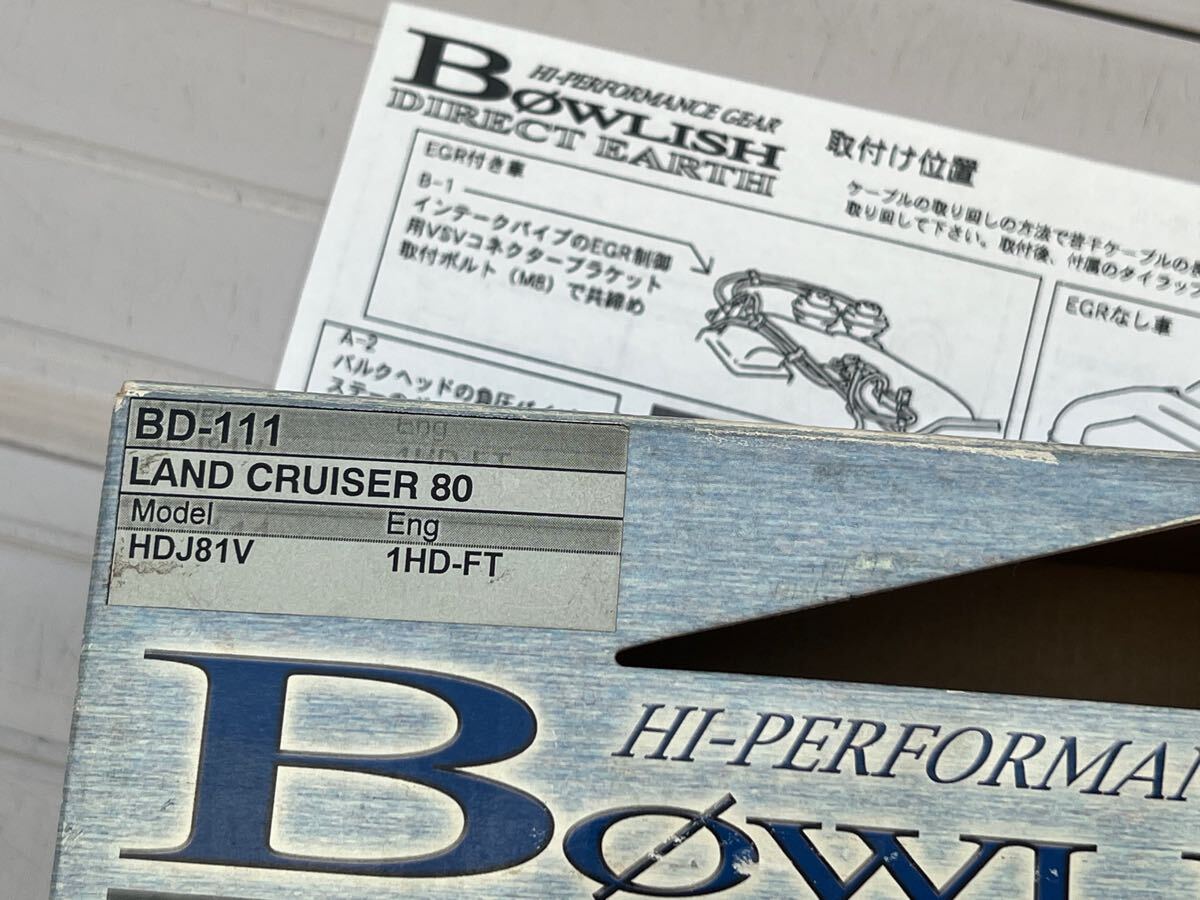 HI-PERFORMANCE GEAR
BØWLISH
DIRECT EARTH
取付け位置
ケーブルの取り回しの方法で若干ケーブルの長
取り回して下さい。取付後、付属のタイラップ
EGR付き車
B-1
インテークパイプのEGR制御
用VSVコネクターブラケット
取付ボルト（M8）で共締め
EGRなし車
A-2
バルクヘッドの負圧パイ
BD-111
Eng
1HD-FT
LAND CRUISER 80
Model Eng
HDJ81V 1HD-FT
HI-PERFORMAN
BØWL